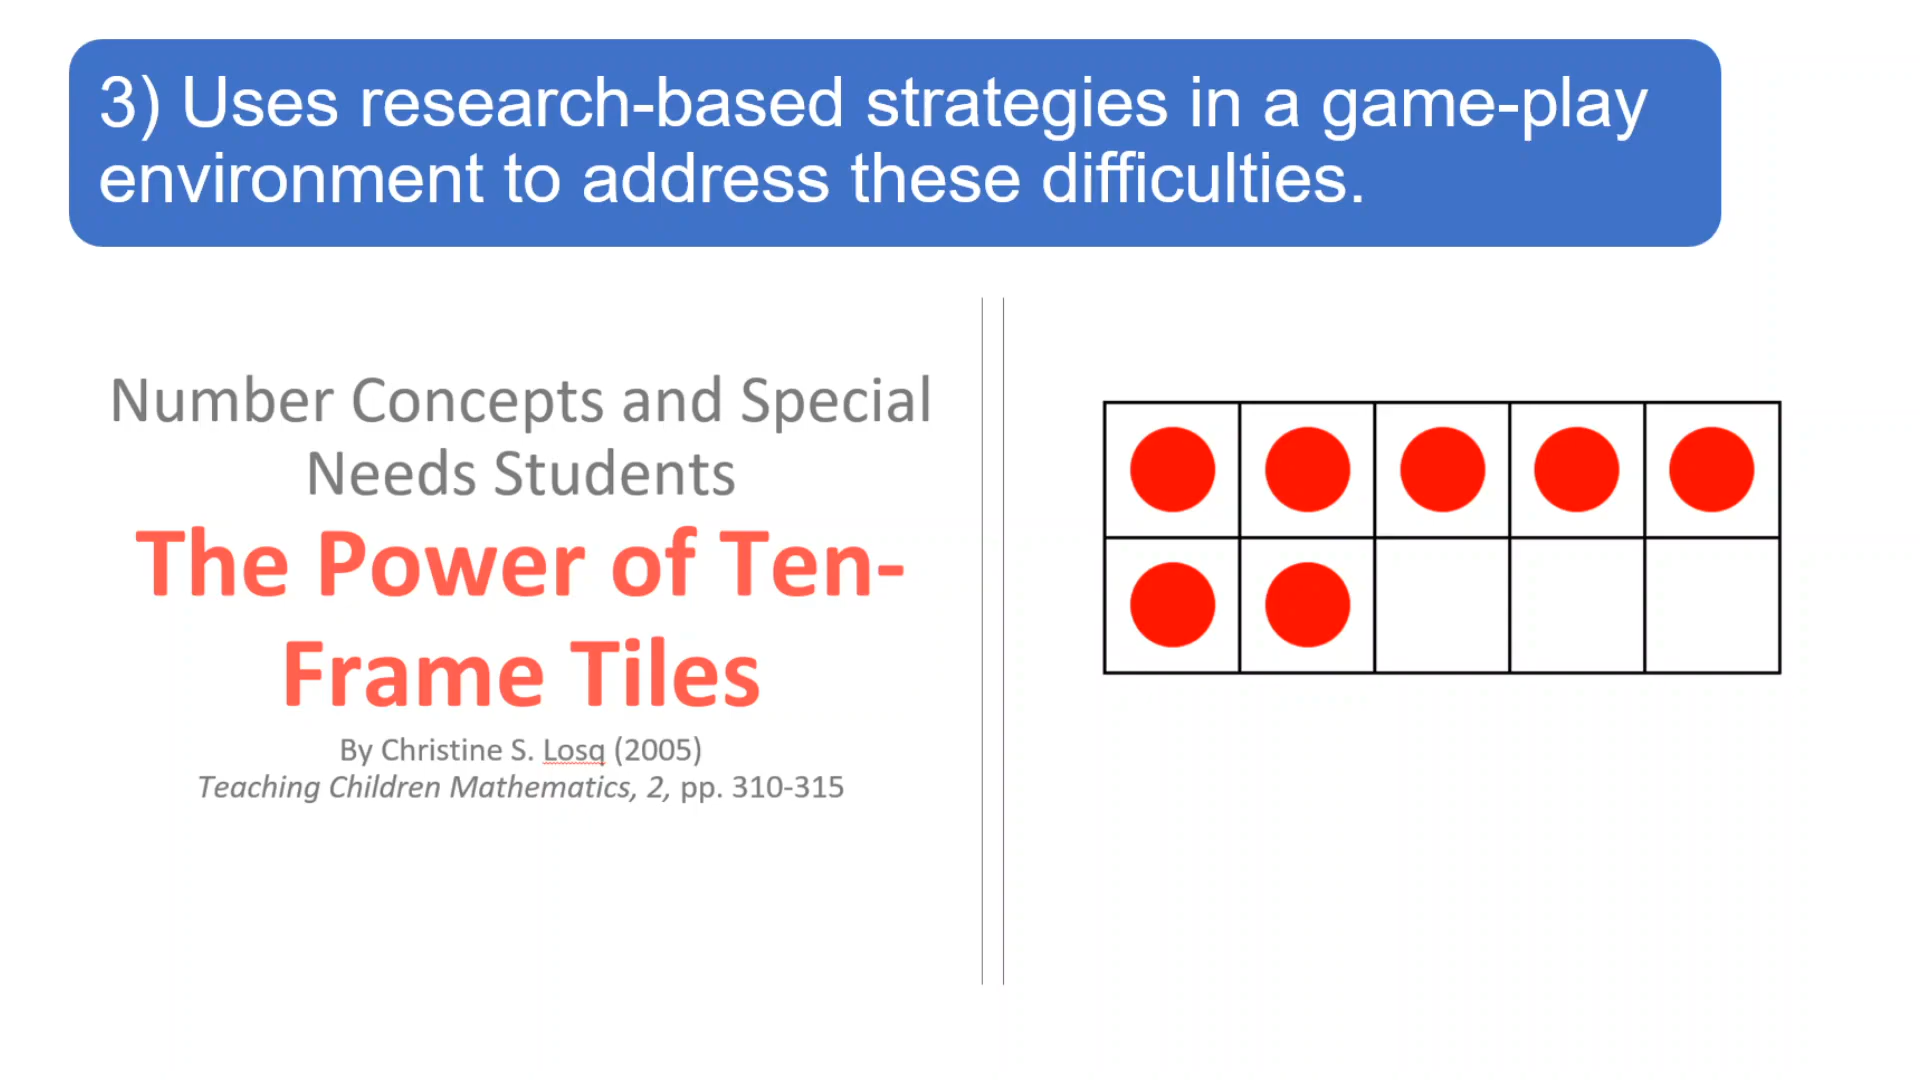 3) Uses research-based strategies in a game-play
environment to address these difficulties.
Number Concepts and Special
Needs Students
The Power of Ten-
Frame Tiles
By Christine S. Losq (2005)
Teaching Children Mathematics, 2, pp. 310-315